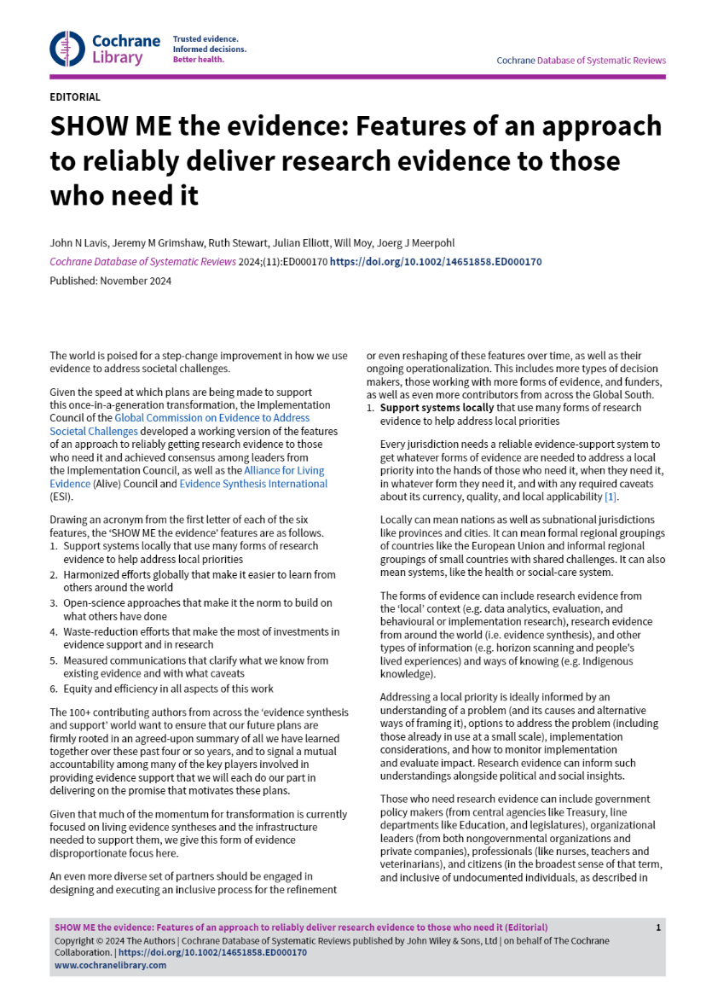 Cochrane
Library
Trusted evidence.
Informed decisions.
Better health.
Cochrane Database of Systematic Reviews
EDITORIAL
SHOW ME the evidence: Features of an approach
to reliably deliver research evidence to those
who need it
John N Lavis, Jeremy M Grimshaw, Ruth Stewart, Julian Elliott, Will Moy, Joerg J Meerpohl
Cochrane Database of Systematic Reviews 2024;(11):ED000170 https://doi.org/10.1002/14651858.ED000170
Published: November 2024
The world is poised for a step-change improvement in how we use
evidence to address societal challenges.
Given the speed at which plans are being made to support
this once-in-a-generation transformation, the Implementation
Council of the Global Commission on Evidence to Address
Societal Challenges developed a working version of the features
of an approach to reliably getting research evidence to those
who need it and achieved consensus among leaders from
the Implementation Council, as well as the Alliance for Living
Evidence (Alive) Council and Evidence Synthesis International
(ESI).
Drawing an acronym from the first letter of each of the six
features, the ‘SHOW ME the evidence’ features are as follows.
1. Support systems locally that use many forms of research
evidence to help address local priorities
2. Harmonized efforts globally that make it easier to learn from
others around the world
3. Open-science approaches that make it the norm to build on
what others have done
4. Waste-reduction efforts that make the most of investments in
evidence support and in research
5. Measured communications that clarify what we know from
existing evidence and with what caveats
6. Equity and efficiency in all aspects of this work
The 100+ contributing authors from across the ‘evidence synthesis
and support’ world want to ensure that our future plans are
firmly rooted in an agreed-upon summary of all we have learned
together over these past four or so years, and to signal a mutual
accountability among many of the key players involved in
providing evidence support that we will each do our part in
delivering on the promise that motivates these plans.
Given that much of the momentum for transformation is currently
focused on living evidence syntheses and the infrastructure
needed to support them, we give this form of evidence
disproportionate focus here.
An even more diverse set of partners should be engaged in
designing and executing an inclusive process for the refinement
or even reshaping of these features over time, as well as their
ongoing operationalization. This includes more types of decision
makers, those working with more forms of evidence, and funders,
as well as even more contributors from across the Global South.
1. Support systems locally that use many forms of research
evidence to help address local priorities
Every jurisdiction needs a reliable evidence-support system to
get whatever forms of evidence are needed to address a local
priority into the hands of those who need it, when they need it,
in whatever form they need it, and with any required caveats
about its currency, quality, and local applicability [1].
Locally can mean nations as well as subnational jurisdictions
like provinces and cities. It can mean formal regional groupings
of countries like the European Union and informal regional
groupings of small countries with shared challenges. It can also
mean systems, like the health or social-care system.
The forms of evidence can include research evidence from
the ‘local’ context (e.g. data analytics, evaluation, and
behavioural or implementation research), research evidence
from around the world (i.e. evidence synthesis), and other
types of information (e.g. horizon scanning and people's
lived experiences) and ways of knowing (e.g. Indigenous
knowledge).
Addressing a local priority is ideally informed by an
understanding of a problem (and its causes and alternative
ways of framing it), options to address the problem (including
those already in use at a small scale), implementation
considerations, and how to monitor implementation
and evaluate impact. Research evidence can inform such
understandings alongside political and social insights.
Those who need research evidence can include government
policy makers (from central agencies like Treasury, line
departments like Education, and legislatures), organizational
leaders (from both nongovernmental organizations and
private companies), professionals (like nurses, teachers and
veterinarians), and citizens (in the broadest sense of that term,
and inclusive of undocumented individuals, as described in
SHOW ME the evidence: Features of an approach to reliably deliver research evidence to those who need it (Editorial)
1
Copyright © 2024 The Authors | Cochrane Database of Systematic Reviews published by John Wiley & Sons, Ltd | on behalf of The Cochrane
Collaboration. | https://doi.org/10.1002/14651858.ED000170
www.cochranelibrary.com